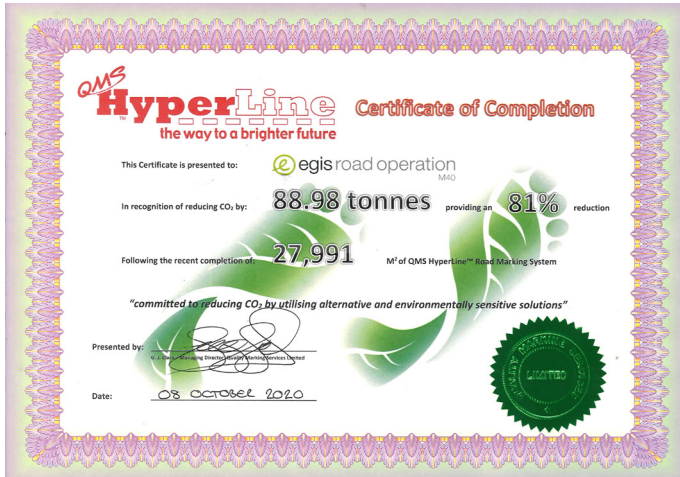 QMS
HyperLine
TM
the way to a brighter future
Certificate of Completion
This Certificate is presented to:
egis road operation
M40
In recognition of reducing CO₂ by: 88.98 tonnes providing an 81% reduction
Following the recent completion of: 27,991 M² of QMS HyperLine™ Road Marking System
"committed to reducing CO₂ by utilising alternative and environmentally sensitive solutions"
Presented by:
Managing Director Quality Marking Services Limited
Date: 08 OCTOBER 2020
QUALITY MARKING SERVICES
LIMITED